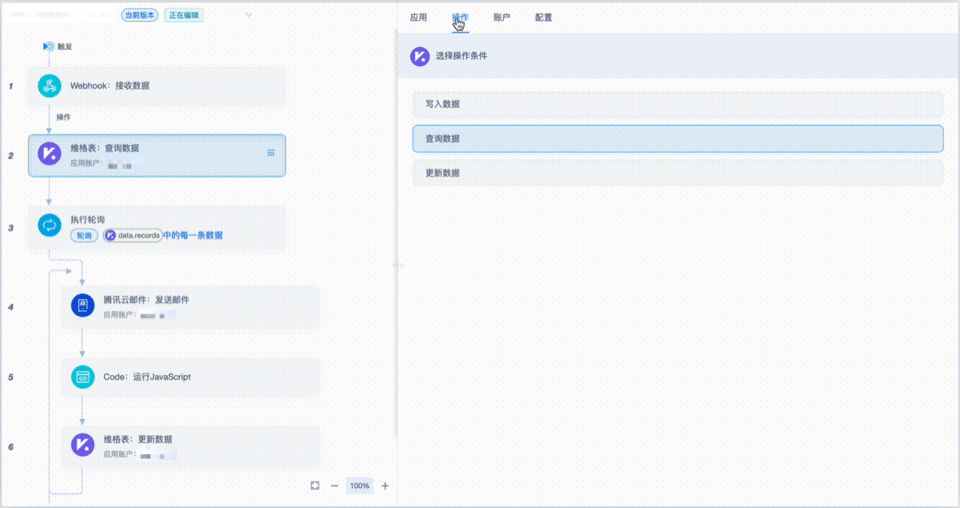 当前版本 正在编辑
触发
1
Webhook：接收数据
操作
2
维格表：查询数据
应用账户：
3
执行轮询
轮询 data.records 中的每一条数据
4
腾讯云邮件：发送邮件
应用账户：
5
Code：运行JavaScript
6
维格表：更新数据
应用账户：
100%
应用 操作 账户 配置
选择操作条件
写入数据
查询数据
更新数据